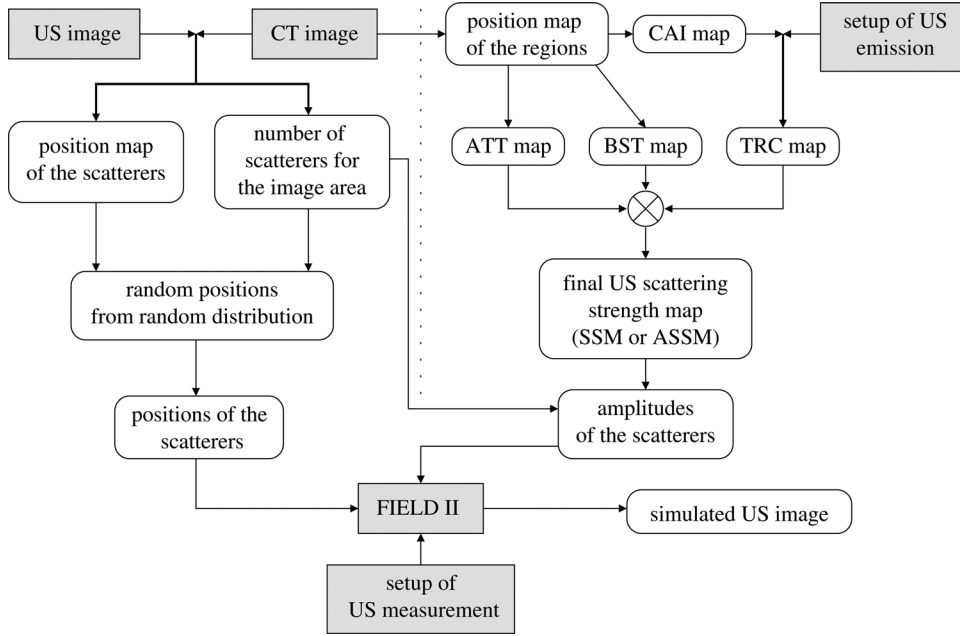 US image
CT image
position map
of the regions
CAI map
setup of US
emission
position map
of the scatterers
number of
scatterers for
the image area
ATT map
BST map
TRC map
random positions
from random distribution
final US scattering
strength map
(SSM or ASSM)
positions of the
scatterers
amplitudes
of the scatterers
FIELD II
simulated US image
setup of
US measurement